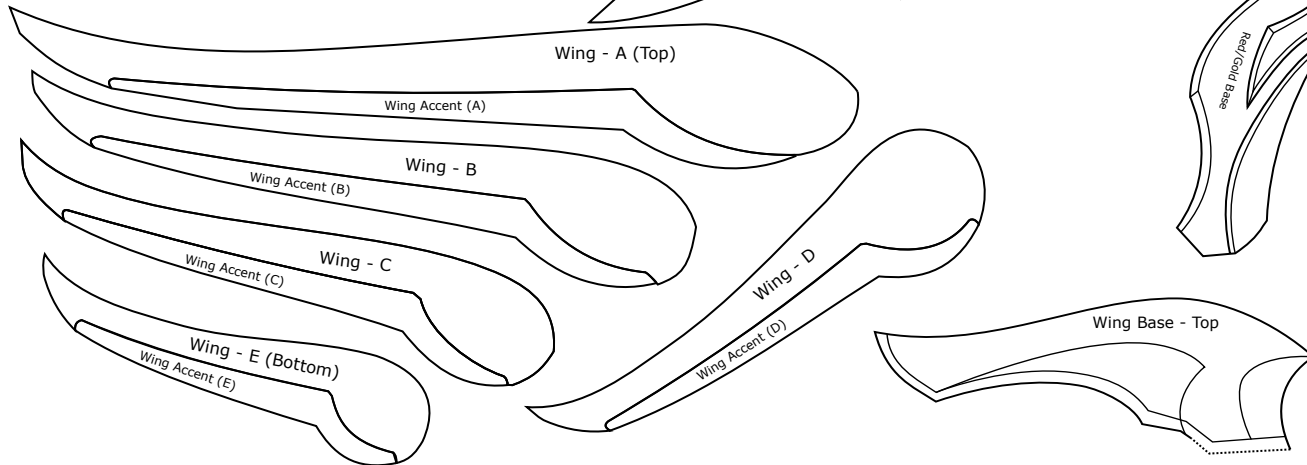 Wing - A (Top)
Wing Accent (A)
Wing - B
Wing Accent (B)
Wing - C
Wing Accent (C)
Wing - E (Bottom)
Wing Accent (E)
Wing - D
Wing Accent (D)
Red/Gold Base
Wing Base - Top